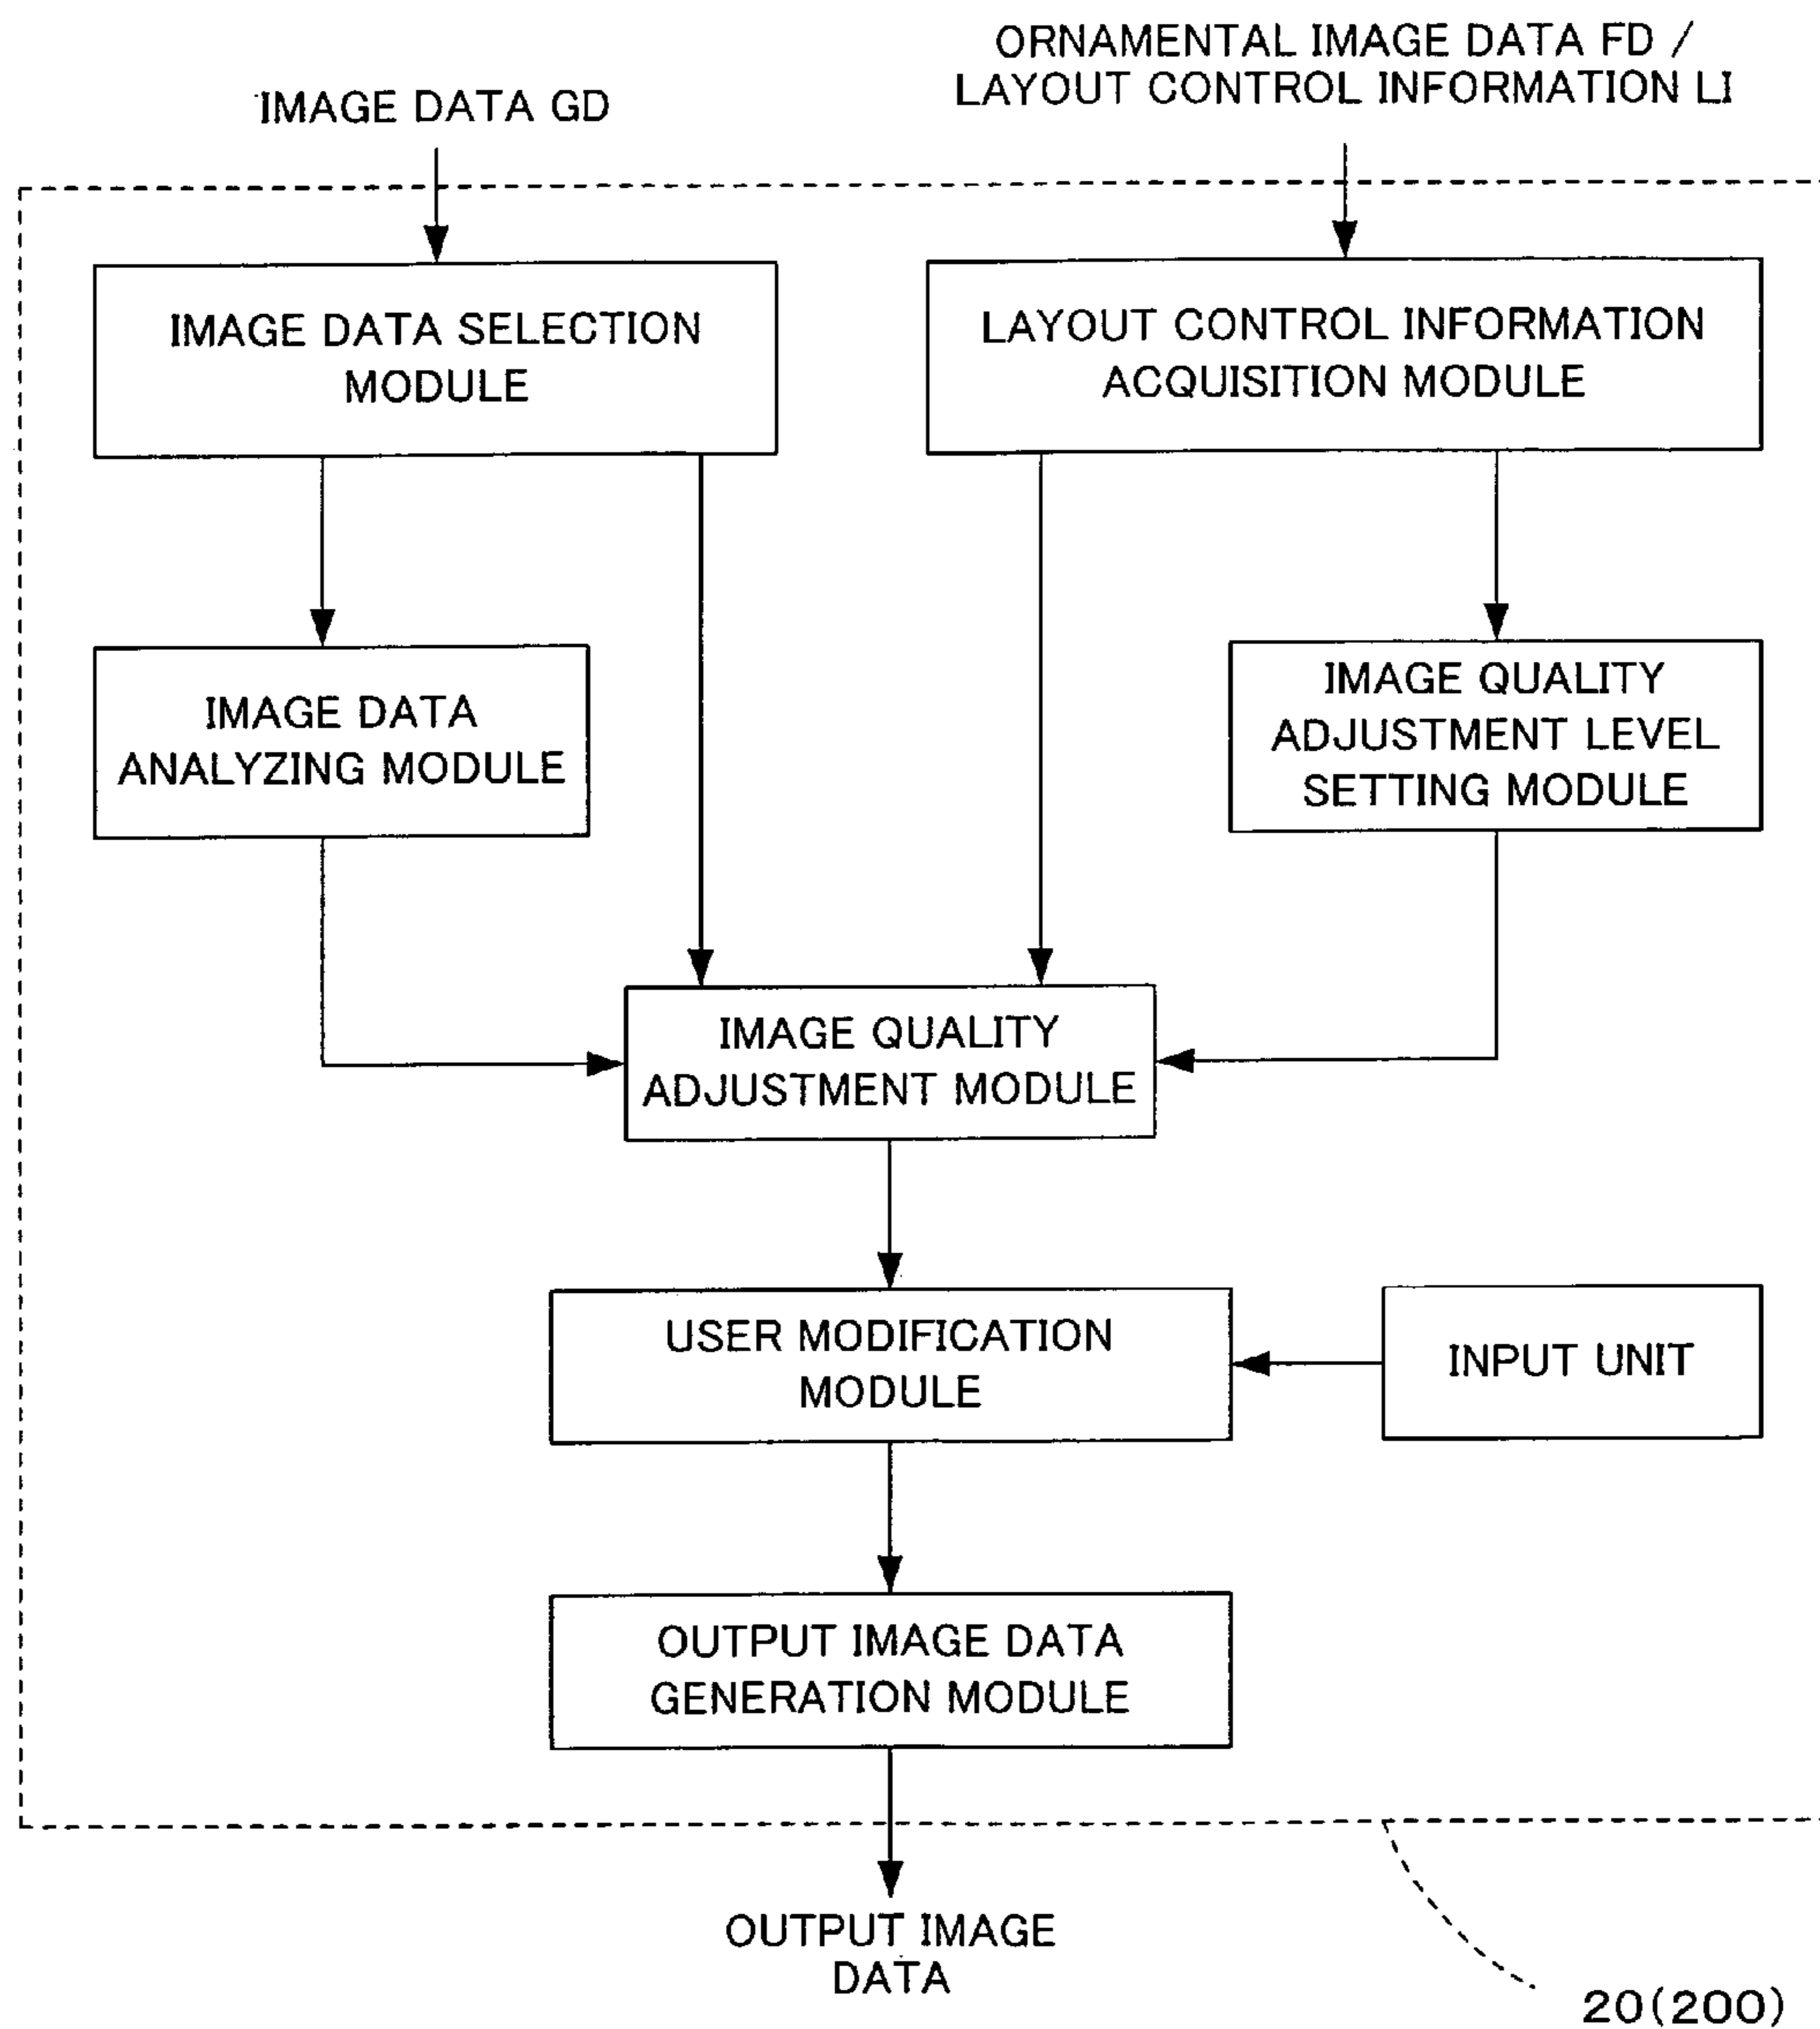 ORNAMENTAL IMAGE DATA FD /
LAYOUT CONTROL INFORMATION LI
IMAGE DATA GD
IMAGE DATA SELECTION
MODULE
LAYOUT CONTROL INFORMATION
ACQUISITION MODULE
IMAGE DATA
ANALYZING MODULE
IMAGE QUALITY
ADJUSTMENT LEVEL
SETTING MODULE
IMAGE QUALITY
ADJUSTMENT MODULE
USER MODIFICATION
MODULE
INPUT UNIT
OUTPUT IMAGE DATA
GENERATION MODULE
OUTPUT IMAGE
DATA
20(200)